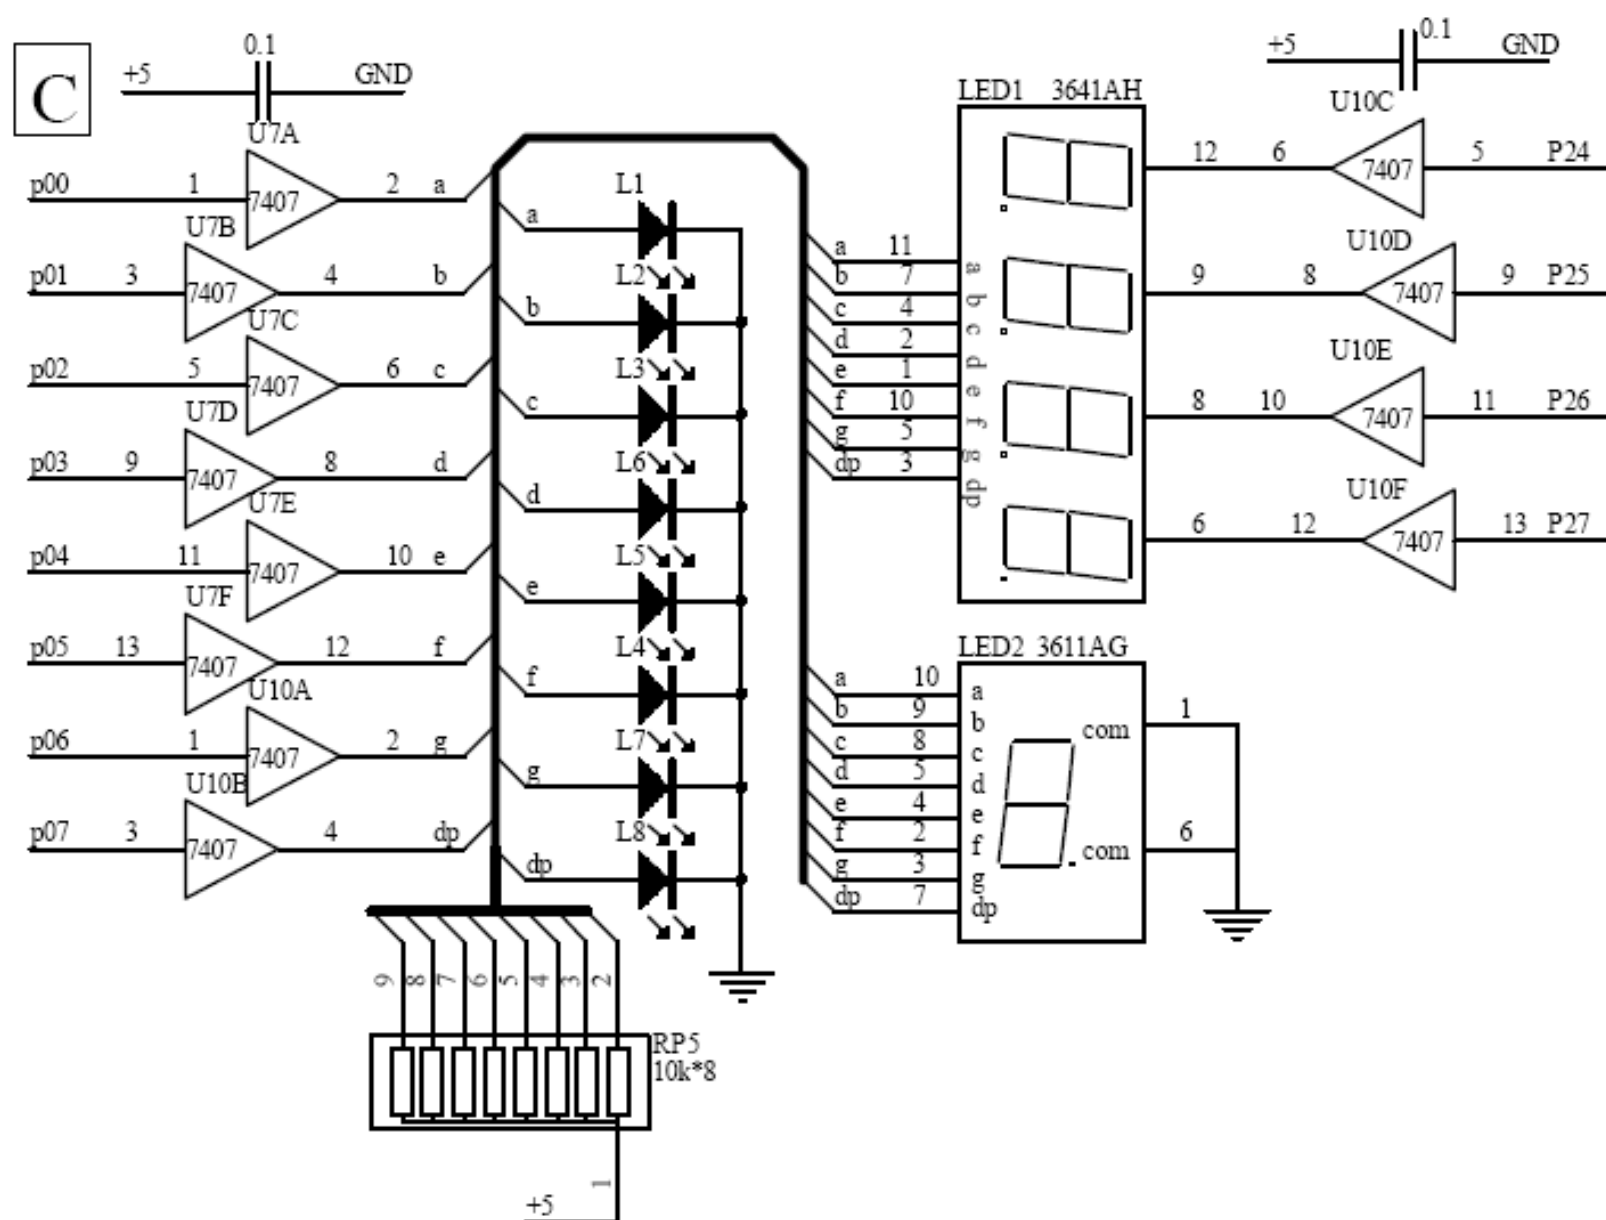 C
+5 0.1 GND
U7A
p00 1 7407 2 a
U7B
p01 3 7407 4 b
U7C
p02 5 7407 6 c
U7D
p03 9 7407 8 d
U7E
p04 11 7407 10 e
U7F
p05 13 7407 12 f
U10A
p06 1 7407 2 g
U10B
p07 3 7407 4 dp
L1
a
L2
b
L3
c
L6
d
L5
e
L4
f
L7
g
L8
dp
9 8 7 6 5 4 3 2
RP5
10k*8
1
+5
LED1 3641AH
a 11 a
b 7 b
c 4 c
d 2 d
e 1 e
f 10 f
g 5 g
dp 3 dp
+5 0.1 GND
U10C
12 6 7407 5 P24
U10D
9 8 7407 9 P25
U10E
8 10 7407 11 P26
U10F
6 12 7407 13 P27
LED2 3611AG
a 10 a
b 9 b
c 8 c
d 5 d
e 4 e
f 2 f
g 3 g
dp 7 dp
com 1
com 6